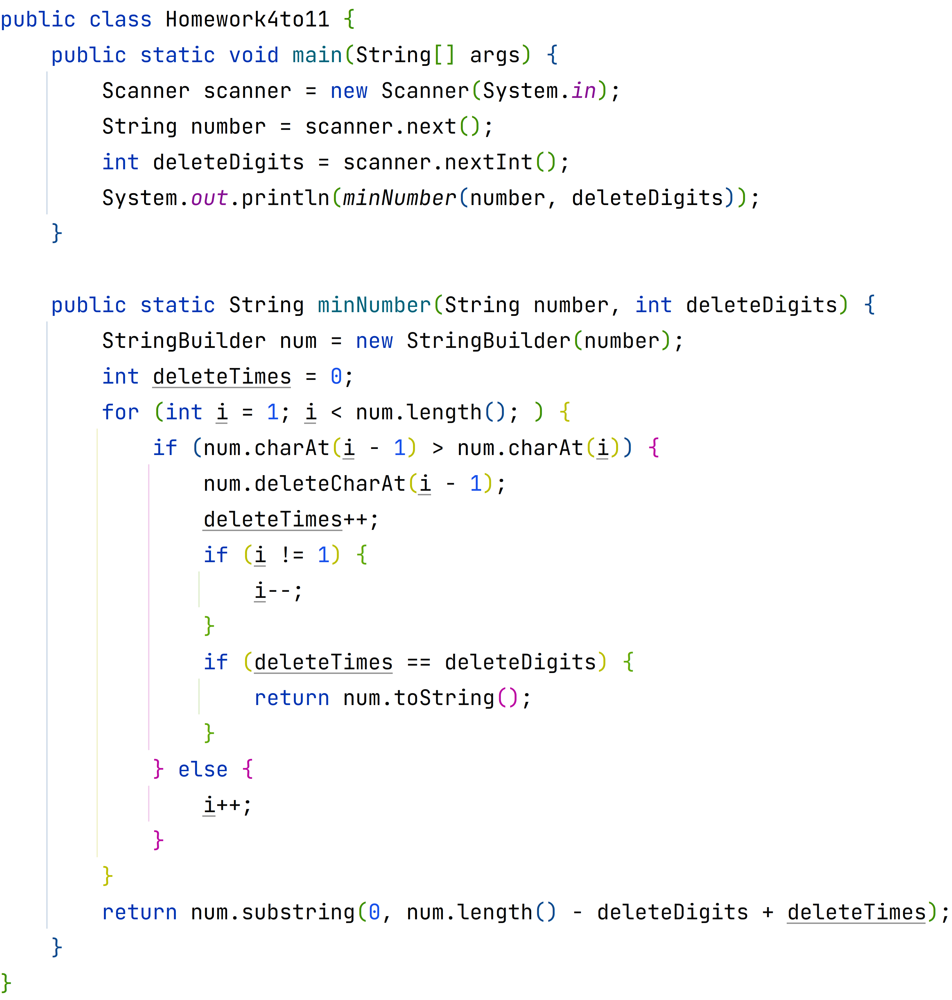 public class Homework4to11 {
    public static void main(String[] args) {
        Scanner scanner = new Scanner(System.in);
        String number = scanner.next();
        int deleteDigits = scanner.nextInt();
        System.out.println(minNumber(number, deleteDigits));
    }

    public static String minNumber(String number, int deleteDigits) {
        StringBuilder num = new StringBuilder(number);
        int deleteTimes = 0;
        for (int i = 1; i < num.length(); ) {
            if (num.charAt(i - 1) > num.charAt(i)) {
                num.deleteCharAt(i - 1);
                deleteTimes++;
                if (i != 1) {
                    i--;
                }
                if (deleteTimes == deleteDigits) {
                    return num.toString();
                }
            } else {
                i++;
            }
        }
        return num.substring(0, num.length() - deleteDigits + deleteTimes);
    }
}